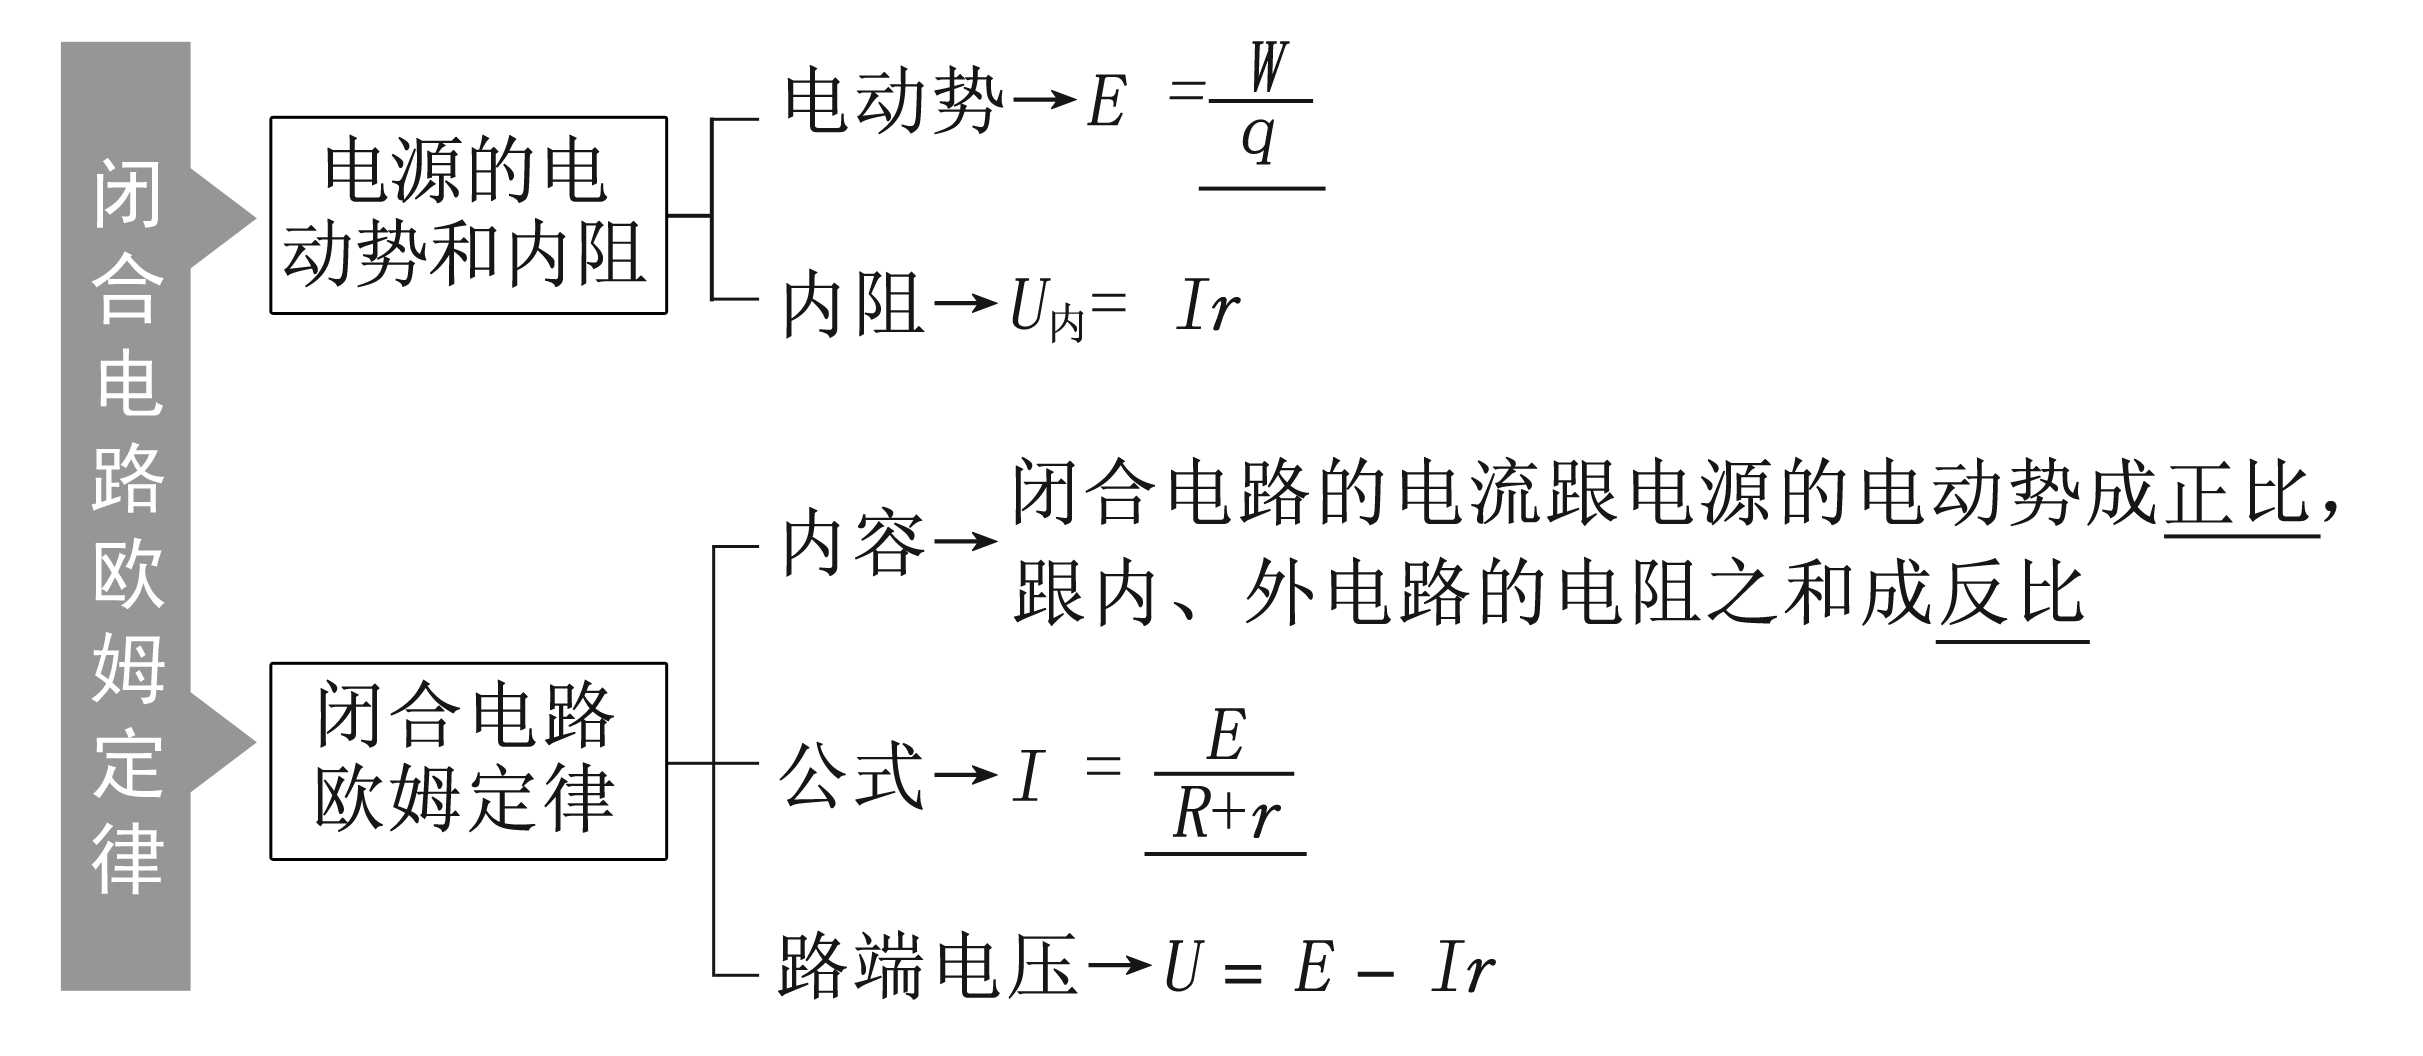 闭合电路欧姆定律
电源的电
动势和内阻
电动势→E = W/q
内阻→U内= Ir
闭合电路
欧姆定律
内容→闭合电路的电流跟电源的电动势成正比,
跟内、外电路的电阻之和成反比
公式→I = E/(R+r)
路端电压→U = E - Ir